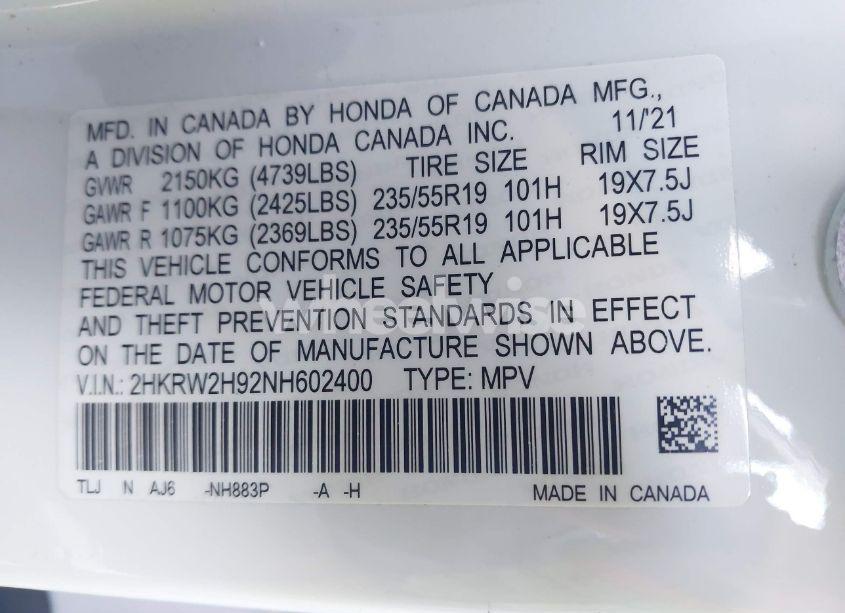 MFD. IN CANADA BY HONDA OF CANADA MFG.,
A DIVISION OF HONDA CANADA INC. 11/'21
GVWR 2150KG (4739LBS) TIRE SIZE RIM SIZE
GAWR F 1100KG (2425LBS) 235/55R19 101H 19X7.5J
GAWR R 1075KG (2369LBS) 235/55R19 101H 19X7.5J
THIS VEHICLE CONFORMS TO ALL APPLICABLE
FEDERAL MOTOR VEHICLE SAFETY
AND THEFT PREVENTION STANDARDS IN EFFECT
ON THE DATE OF MANUFACTURE SHOWN ABOVE.
V.I.N.: 2HKRW2H92NH602400 TYPE: MPV
TLJ N AJ6 -NH883P -A -H MADE IN CANADA
Wheelwise